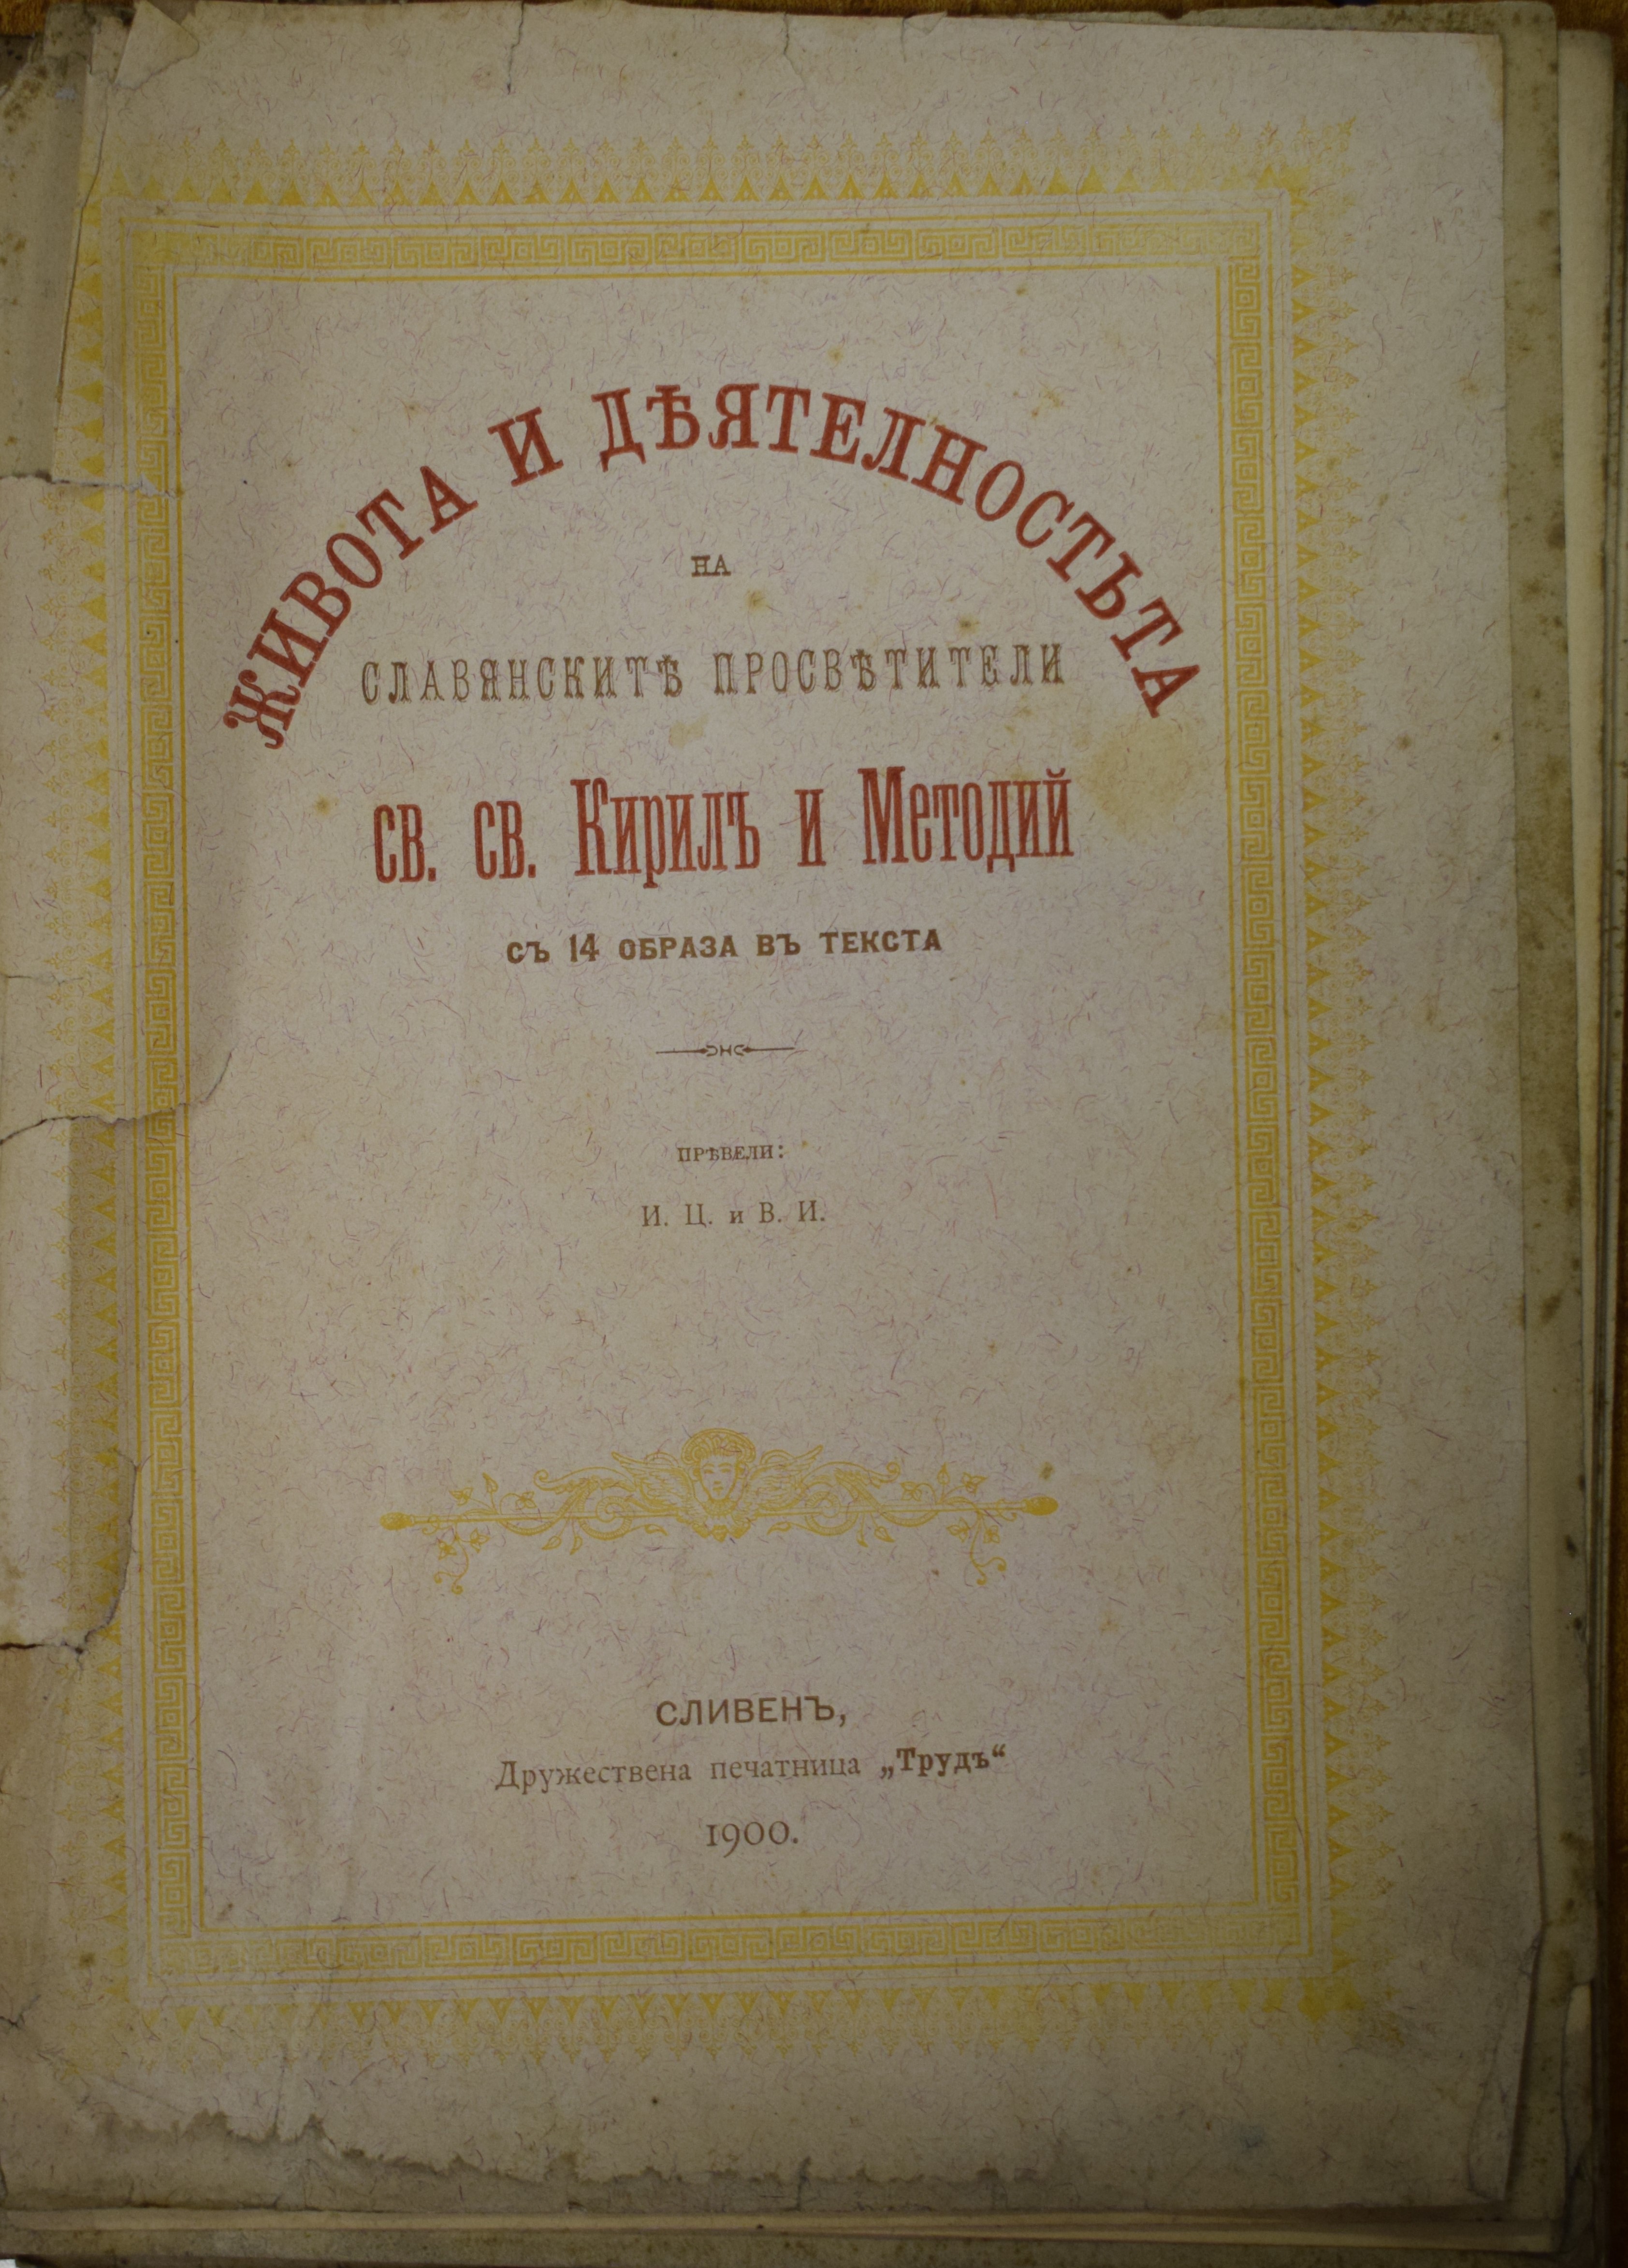 ЖИВОТА И ДѢЯТЕЛНОСТЬТА
НА
СЛАВЯНСКИТѢ ПРОСВѢТИТЕЛИ
СВ. СВ. Кирилъ и Методий
СЪ 14 ОБРАЗА ВЪ ТЕКСТА
ПРѢВЕЛИ:
И. Ц. и В. И.
СЛИВЕНЪ,
Дружествена печатница „Трудъ“
1900.